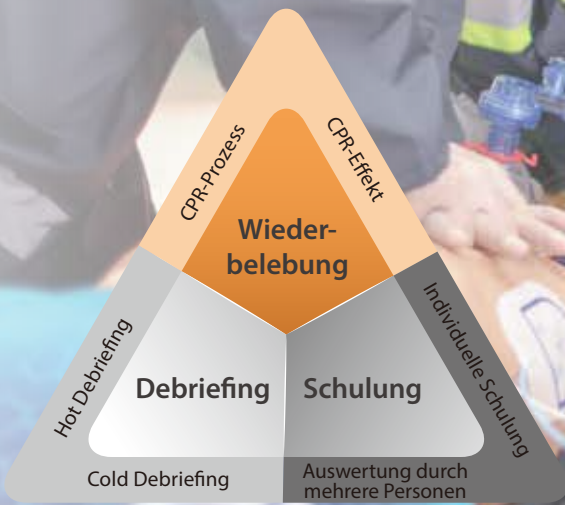 CPR-Prozess
CPR-Effekt
Wieder-
belebung
Hot Debriefing
Debriefing
Schulung
Individuelle Schulung
Cold Debriefing
Auswertung durch
mehrere Personen